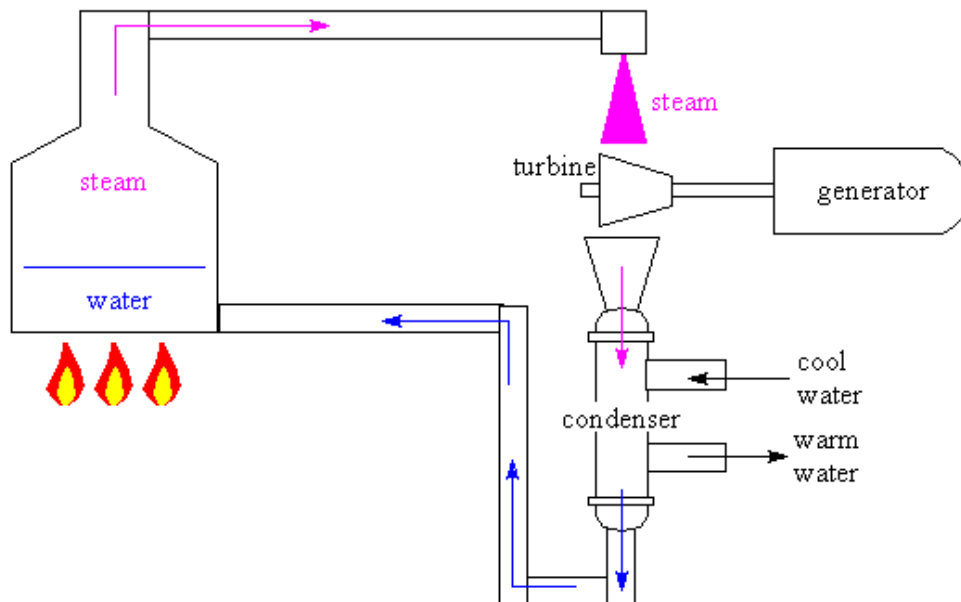 steam
turbine
steam
generator
water
cool
water
condenser
warm
water